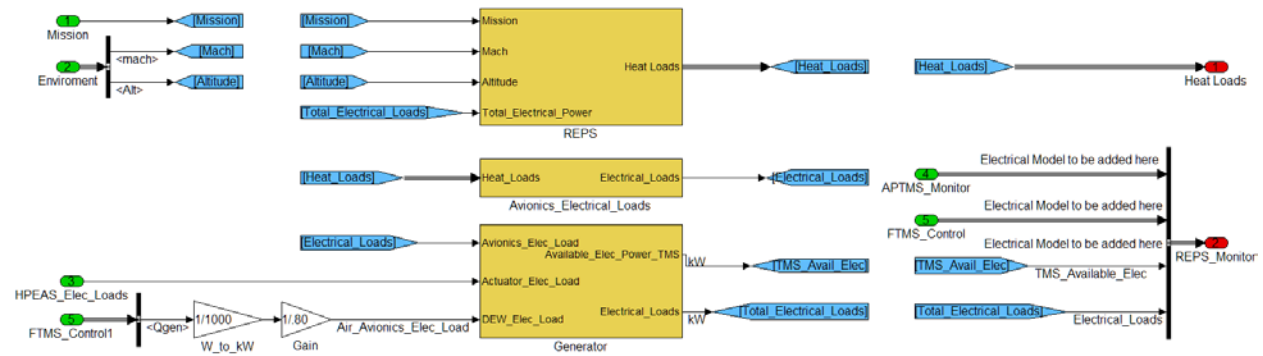 1
Mission
[Mission]
[Mission]
Mission
2
Enviroment
<mach>
[Mach]
[Mach]
Mach
<Alt>
[Altitude]
[Altitude]
Altitude
[Total_Electrical_Loads]
Total_Electrical_Power
Heat Loads
REPS
[Heat_Loads]
[Heat_Loads]
1
Heat Loads
[Heat_Loads]
Heat_Loads
Electrical_Loads
Avionics_Electrical_Loads
[Electrical_Loads]
Electrical Model to be added here
4
APTMS_Monitor
Electrical Model to be added here
5
FTMS_Control
Electrical Model to be added here
2
REPS_Monitor
[Electrical_Loads]
Avionics_Elec_Load
Available_Elec_Power_TMS
kW
[TMS_Avail_Elec]
[TMS_Avail_Elec]
TMS_Available_Elec
3
HPEAS_Elec_Loads
Actuator_Elec_Load
5
FTMS_Control1
<Qgen>
1/1000
W_to_kW
1/.80
Gain
Air_Avionics_Elec_Load
DEW_Elec_Load
Electrical_Loads
kW
Generator
[Total_Electrical_Loads]
[Total_Electrical_Loads]
Electrical_Loads